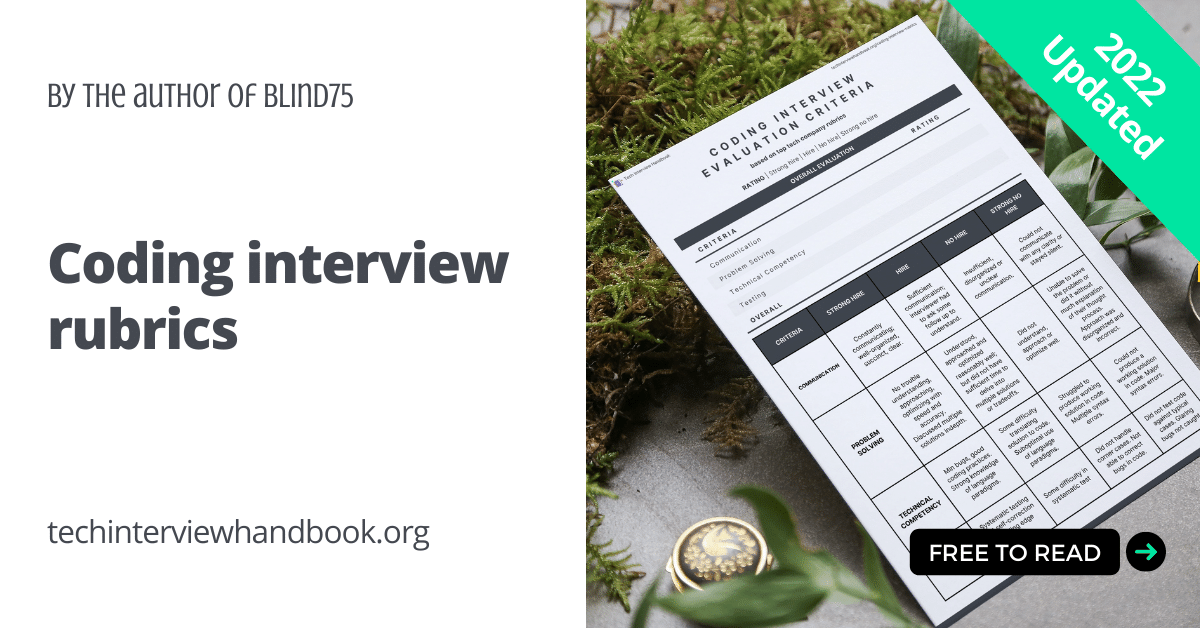 By the author of Blind75
Coding interview
rubrics
techinterviewhandbook.org
2022
Updated
FREE TO READ
Tech Interview Handbook
techinterviewhandbook.org/coding-interview-rubrics
CODING INTERVIEW
EVALUATION CRITERIA
based on top tech company rubrics
RATING | Strong hire | Hire | No hire | Strong no hire
OVERALL EVALUATION
CRITERIA RATING
Communication
Problem Solving
Technical Competency
Testing
OVERALL
CRITERIA STRONG HIRE HIRE NO HIRE STRONG NO
HIRE
COMMUNICATION
Constantly
communicating;
well-organized,
succinct, clear.
Sufficient
communication;
interviewer had
to ask some
follow up to
understand.
Insufficient,
disorganized or
unclear
communication.
Could not
communicate
with any clarity or
stayed silent.
PROBLEM
SOLVING
No trouble
understanding,
approaching,
optimizing with
speed and
accuracy.
Discussed multiple
solutions indepth.
Understood,
approached and
optimized
reasonably well;
but did not have
sufficient time to
delve into
multiple solutions
or tradeoffs.
Did not
understand,
approach or
optimize well.
Unable to solve
the problem or
did it without
much explanation
of their thought
process.
Approach was
disorganized and
incorrect.
TECHNICAL
COMPETENCY
Min bugs, good
coding practices,
Strong knowledge
of language
paradigms.
Some difficulty
translating
solution to code.
Suboptimal use
of language
paradigms.
Struggled to
produce working
solution in code.
Multiple syntax
errors.
Could not
produce a
working solution
in code. Major
syntax errors.
Systematic testing
self-correction
edge
Some difficulty in
systematic test
Did not handle
corner cases. Not
able to correct
bugs in code.
Did not test code
against typical
cases. Glaring
bugs not caught